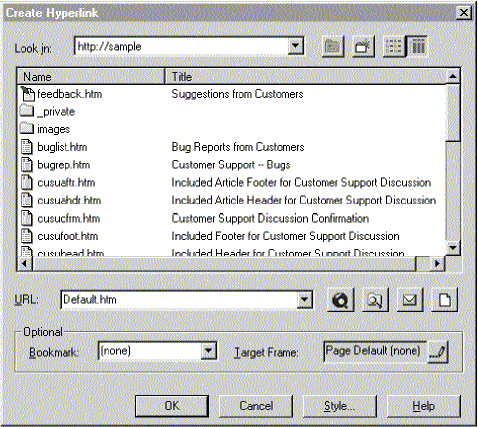 Create Hyperlink
Look in: http://sample
Name Title
feedback.htm Suggestions from Customers
_private
images
buglist.htm Bug Reports from Customers
bugrep.htm Customer Support -- Bugs
cusuaftr.htm Included Article Footer for Customer Support Discussion
cusuahdr.htm Included Article Header for Customer Support Discussion
cusucfrm.htm Customer Support Discussion Confirmation
cusufoot.htm Included Footer for Customer Support Discussion
cusuhead.htm Included Header for Customer Support Discussion
URL: Default.htm
Optional
Bookmark: (none) Target Frame: Page Default (none)
OK Cancel Style... Help